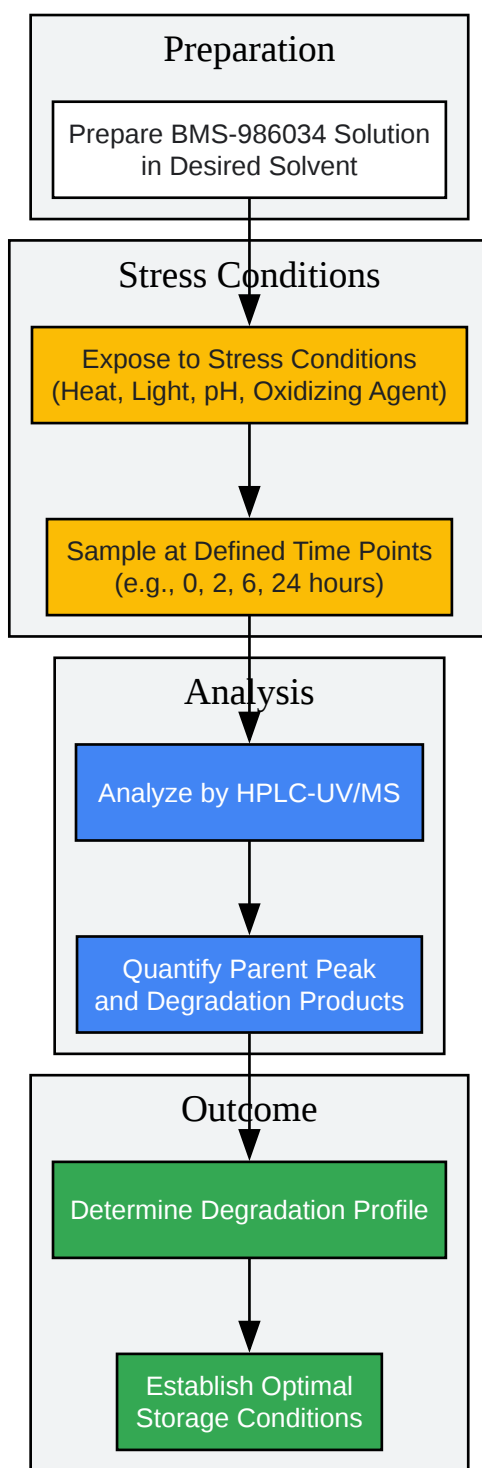 Preparation
Prepare BMS-986034 Solution
in Desired Solvent
Stress Conditions
Expose to Stress Conditions
(Heat, Light, pH, Oxidizing Agent)
Sample at Defined Time Points
(e.g., 0, 2, 6, 24 hours)
Analysis
Analyze by HPLC-UV/MS
Quantify Parent Peak
and Degradation Products
Outcome
Determine Degradation Profile
Establish Optimal
Storage Conditions